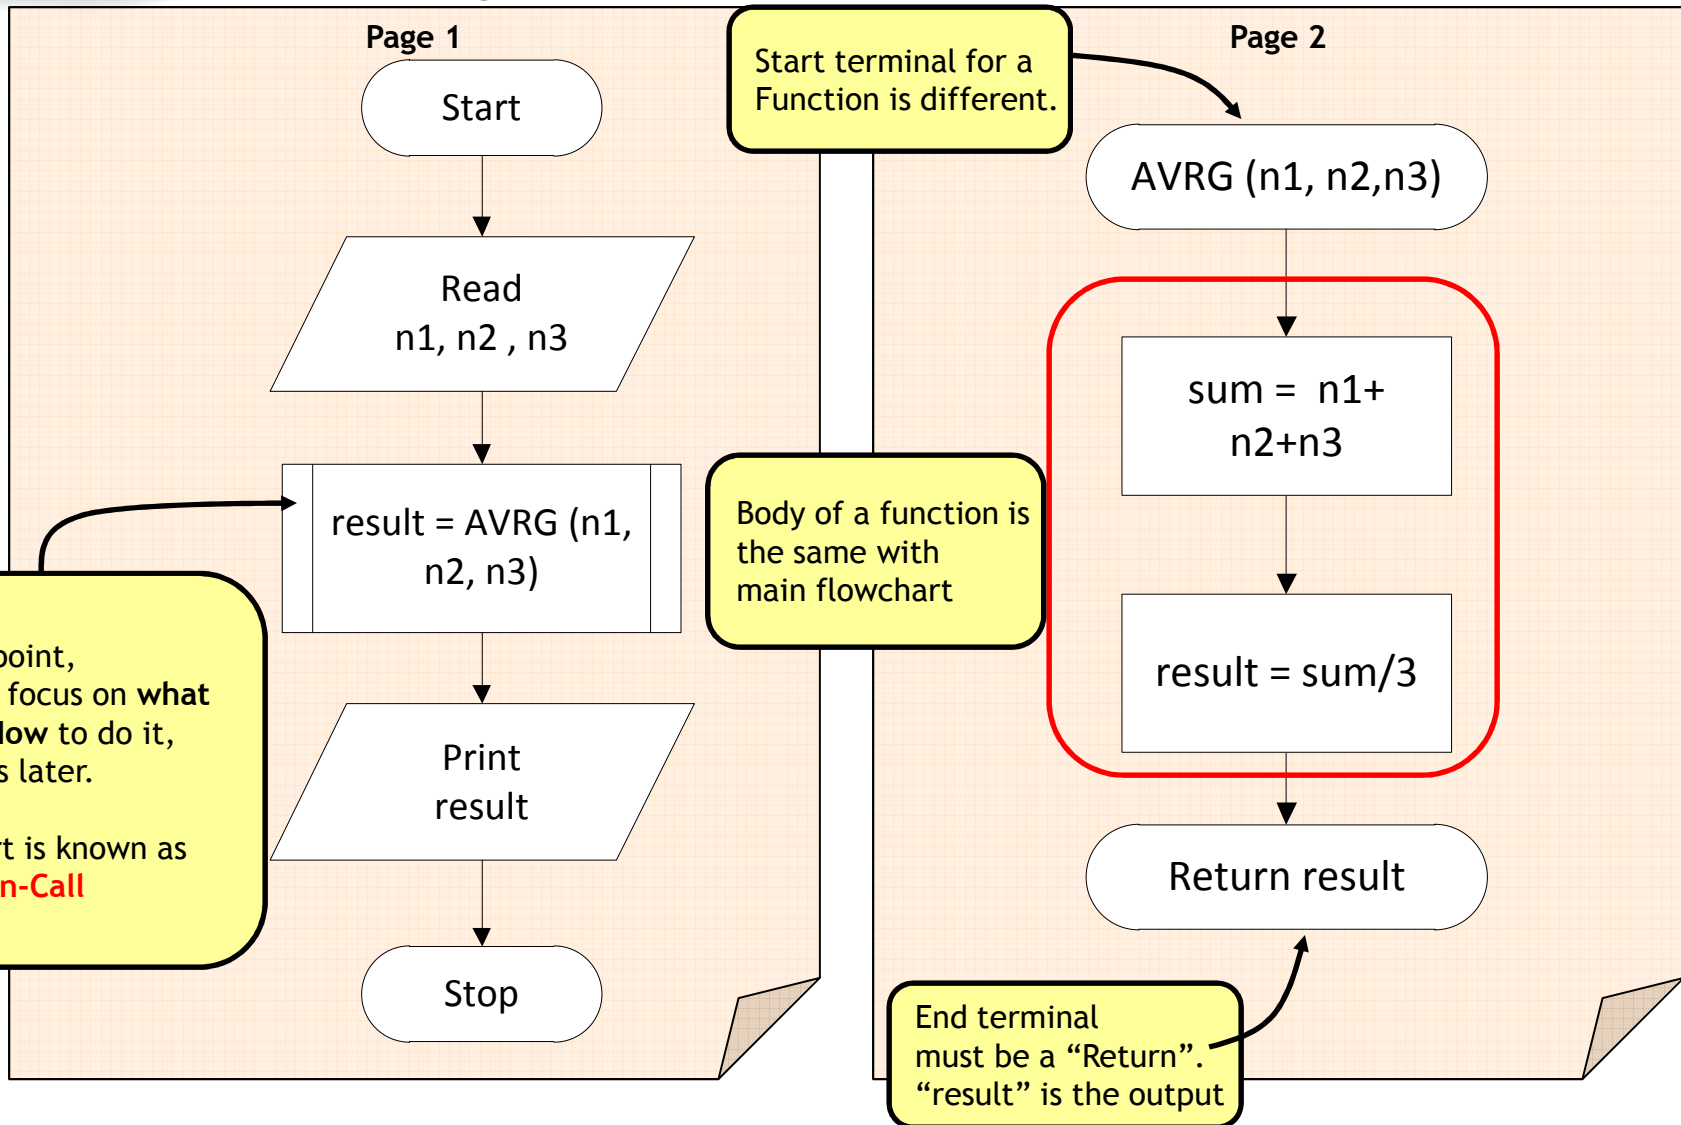 Page 1
Start
Read
n1, n2 , n3
result = AVRG (n1,
n2, n3)
Print
result
Stop
point,
focus on what
to do it,
later.
is known as
Call
Start terminal for a
Function is different.
Body of a function is
the same with
main flowchart
Page 2
AVRG (n1, n2,n3)
sum = n1+
n2+n3
result = sum/3
Return result
End terminal
must be a “Return”.
“result” is the output